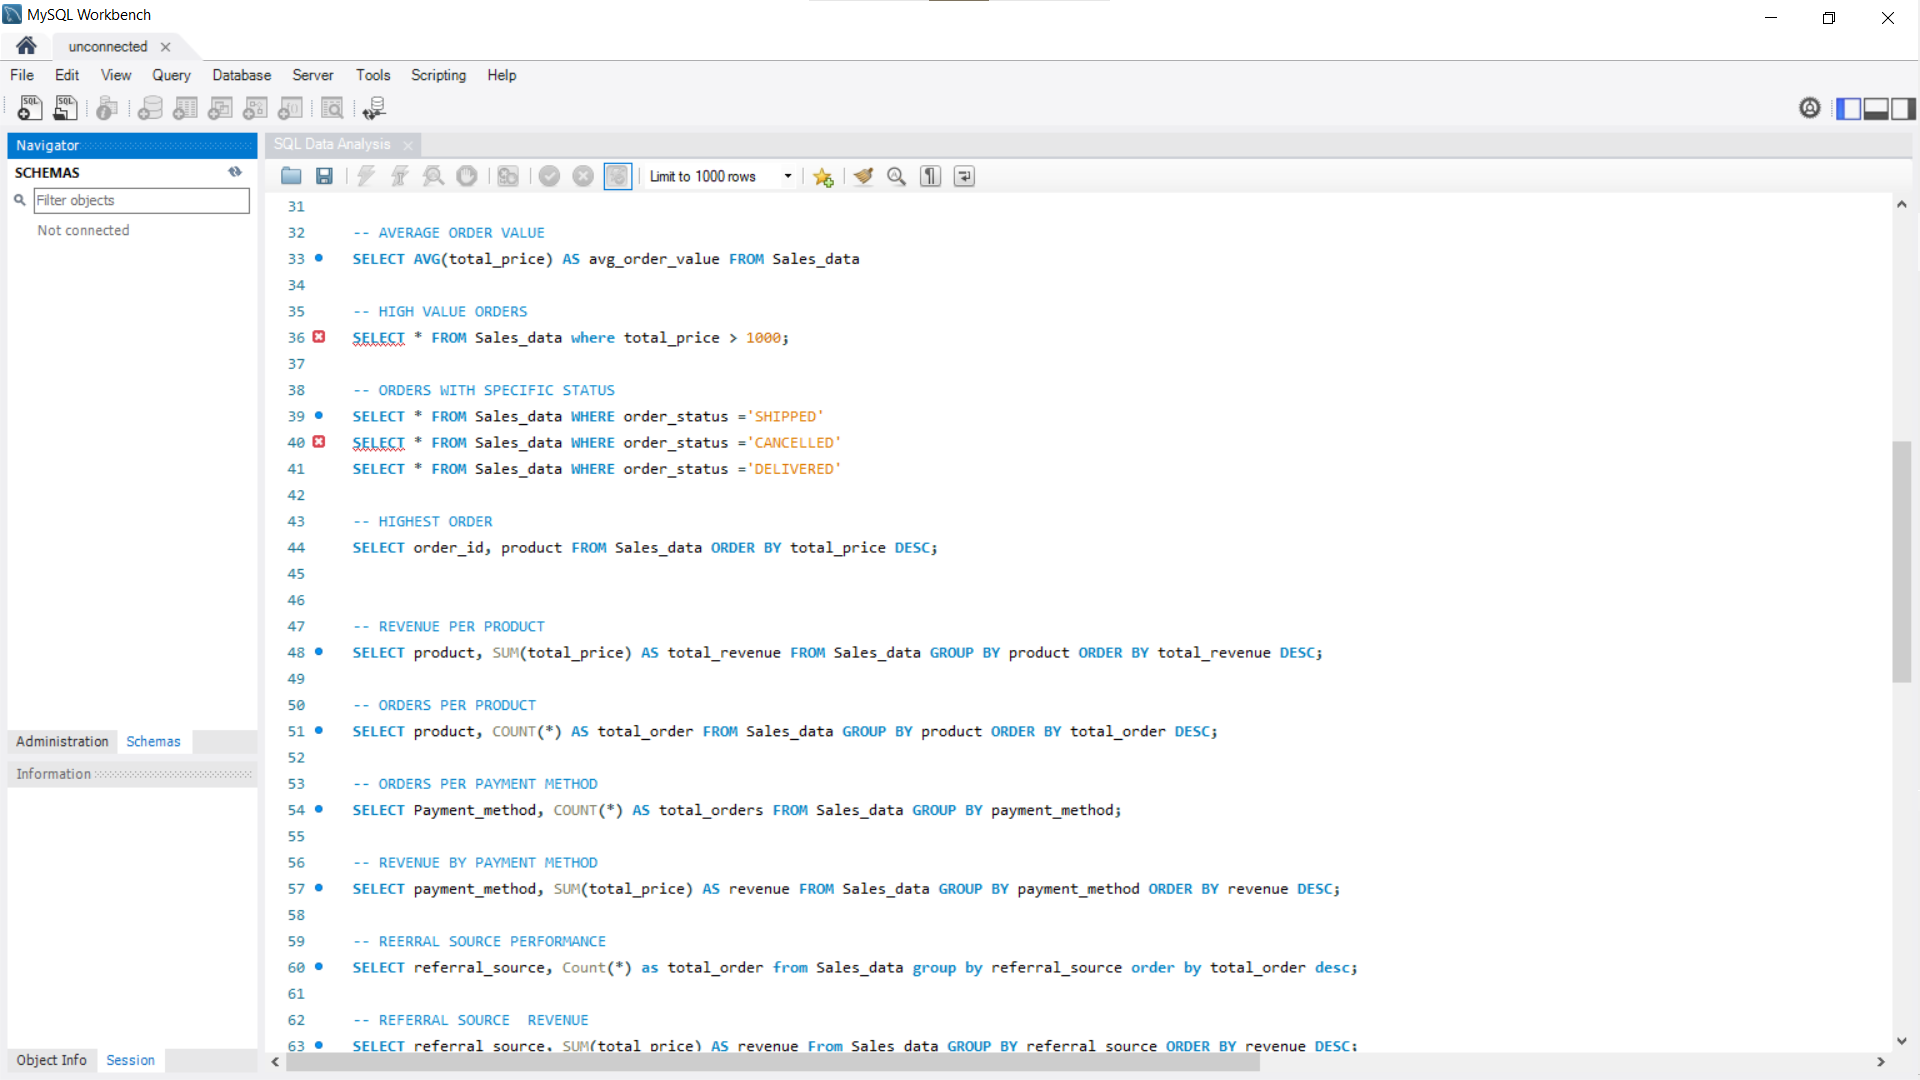 MySQL Workbench
unconnected
File Edit View Query Database Server Tools Scripting Help
Navigator
SCHEMAS
Filter objects
Not connected
Administration Schemas
Information
Object Info Session
SQL Data Analysis
Limit to 1000 rows
31
32 -- AVERAGE ORDER VALUE
33 SELECT AVG(total_price) AS avg_order_value FROM Sales_data
34
35 -- HIGH VALUE ORDERS
36 SELECT * FROM Sales_data where total_price > 1000;
37
38 -- ORDERS WITH SPECIFIC STATUS
39 SELECT * FROM Sales_data WHERE order_status ='SHIPPED'
40 SELECT * FROM Sales_data WHERE order_status ='CANCELLED'
41 SELECT * FROM Sales_data WHERE order_status ='DELIVERED'
42
43 -- HIGHEST ORDER
44 SELECT order_id, product FROM Sales_data ORDER BY total_price DESC;
45
46
47 -- REVENUE PER PRODUCT
48 SELECT product, SUM(total_price) AS total_revenue FROM Sales_data GROUP BY product ORDER BY total_revenue DESC;
49
50 -- ORDERS PER PRODUCT
51 SELECT product, COUNT(*) AS total_order FROM Sales_data GROUP BY product ORDER BY total_order DESC;
52
53 -- ORDERS PER PAYMENT METHOD
54 SELECT Payment_method, COUNT(*) AS total_orders FROM Sales_data GROUP BY payment_method;
55
56 -- REVENUE BY PAYMENT METHOD
57 SELECT payment_method, SUM(total_price) AS revenue FROM Sales_data GROUP BY payment_method ORDER BY revenue DESC;
58
59 -- REERRAL SOURCE PERFORMANCE
60 SELECT referral_source, Count(*) as total_order from Sales_data group by referral_source order by total_order desc;
61
62 -- REFERRAL SOURCE  REVENUE
63 SELECT referral_source, SUM(total_price) AS revenue From Sales_data GROUP BY referral_source ORDER BY revenue DESC;